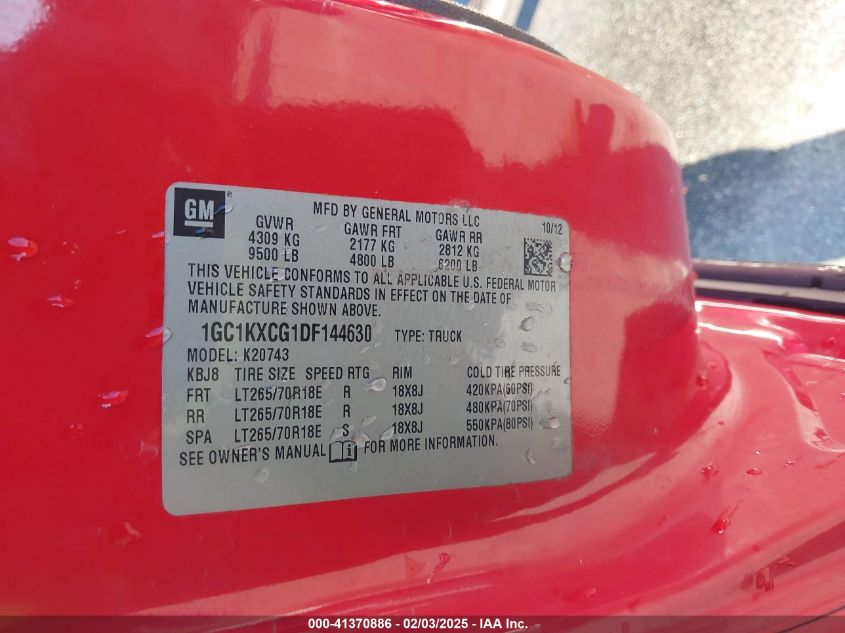 GM ®
MFD BY GENERAL MOTORS LLC 10/12
GVWR GAWR FRT GAWR RR
4309 KG 2177 KG 2812 KG
9500 LB 4800 LB 6200 LB
THIS VEHICLE CONFORMS TO ALL APPLICABLE U.S. FEDERAL MOTOR
VEHICLE SAFETY STANDARDS IN EFFECT ON THE DATE OF
MANUFACTURE SHOWN ABOVE.
1GC1KXCG1DF144630 TYPE: TRUCK
MODEL: K20743
KBJ8 TIRE SIZE SPEED RTG RIM COLD TIRE PRESSURE
FRT LT265/70R18E R 18X8J 420KPA(60PSI)
RR LT265/70R18E R 18X8J 480KPA(70PSI)
SPA LT265/70R18E S 18X8J 550KPA(80PSI)
SEE OWNER'S MANUAL FOR MORE INFORMATION.
000-41370886 - 02/03/2025 - IAA Inc.